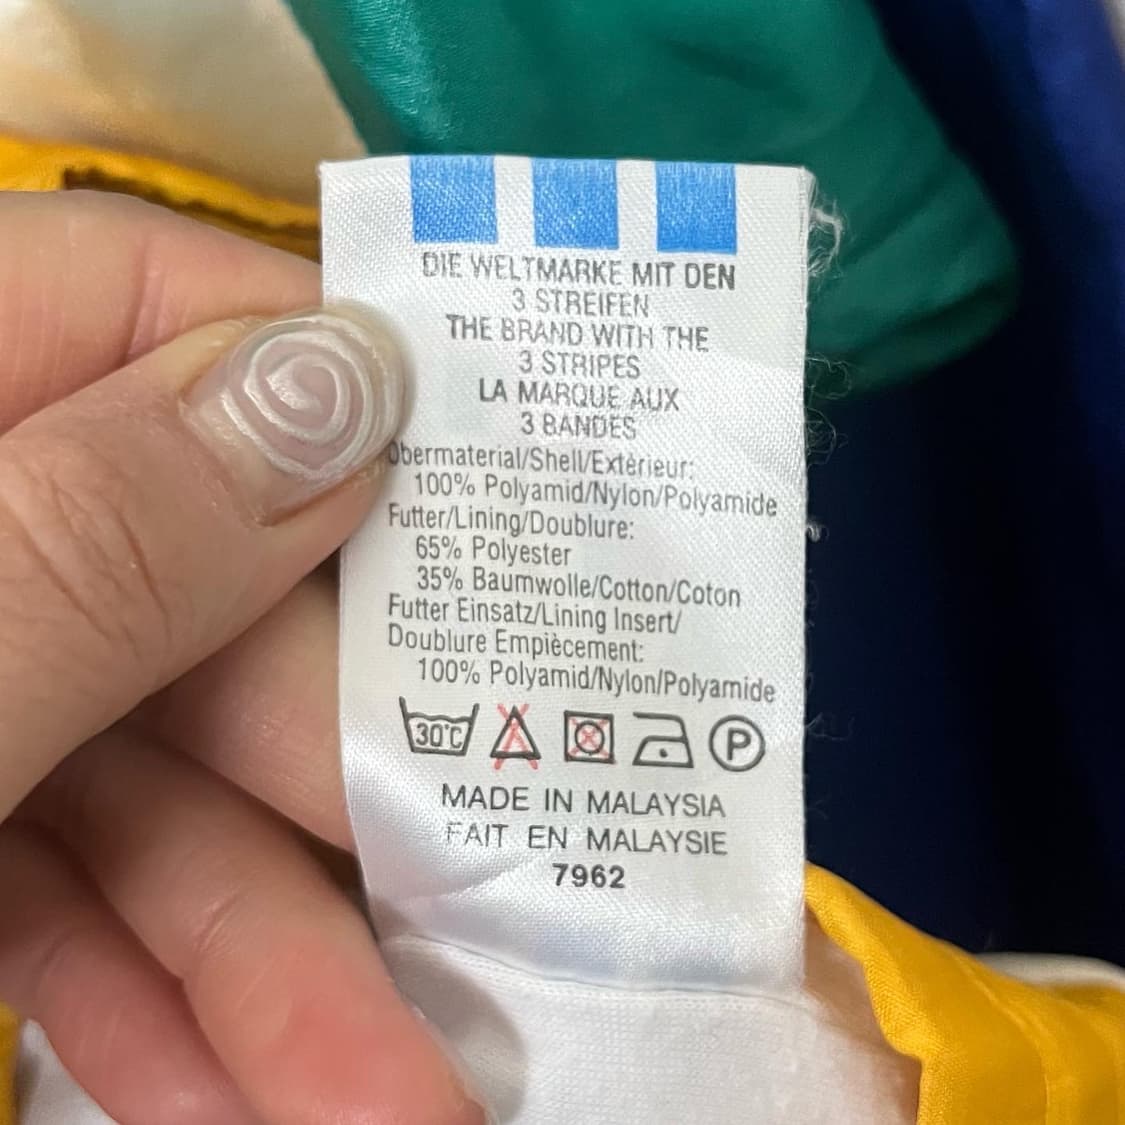 DIE WELTMARKE MIT DEN
3 STREIFEN
THE BRAND WITH THE
3 STRIPES
LA MARQUE AUX
3 BANDES
Obermaterial/Shell/Extèrieur:
100% Polyamid/Nylon/Polyamide
Futter/Lining/Doublure:
65% Polyester
35% Baumwolle/Cotton/Coton
Futter Einsatz/Lining Insert/
Doublure Empiècement:
100% Polyamid/Nylon/Polyamide
30°C P
MADE IN MALAYSIA
FAIT EN MALAYSIE
7962